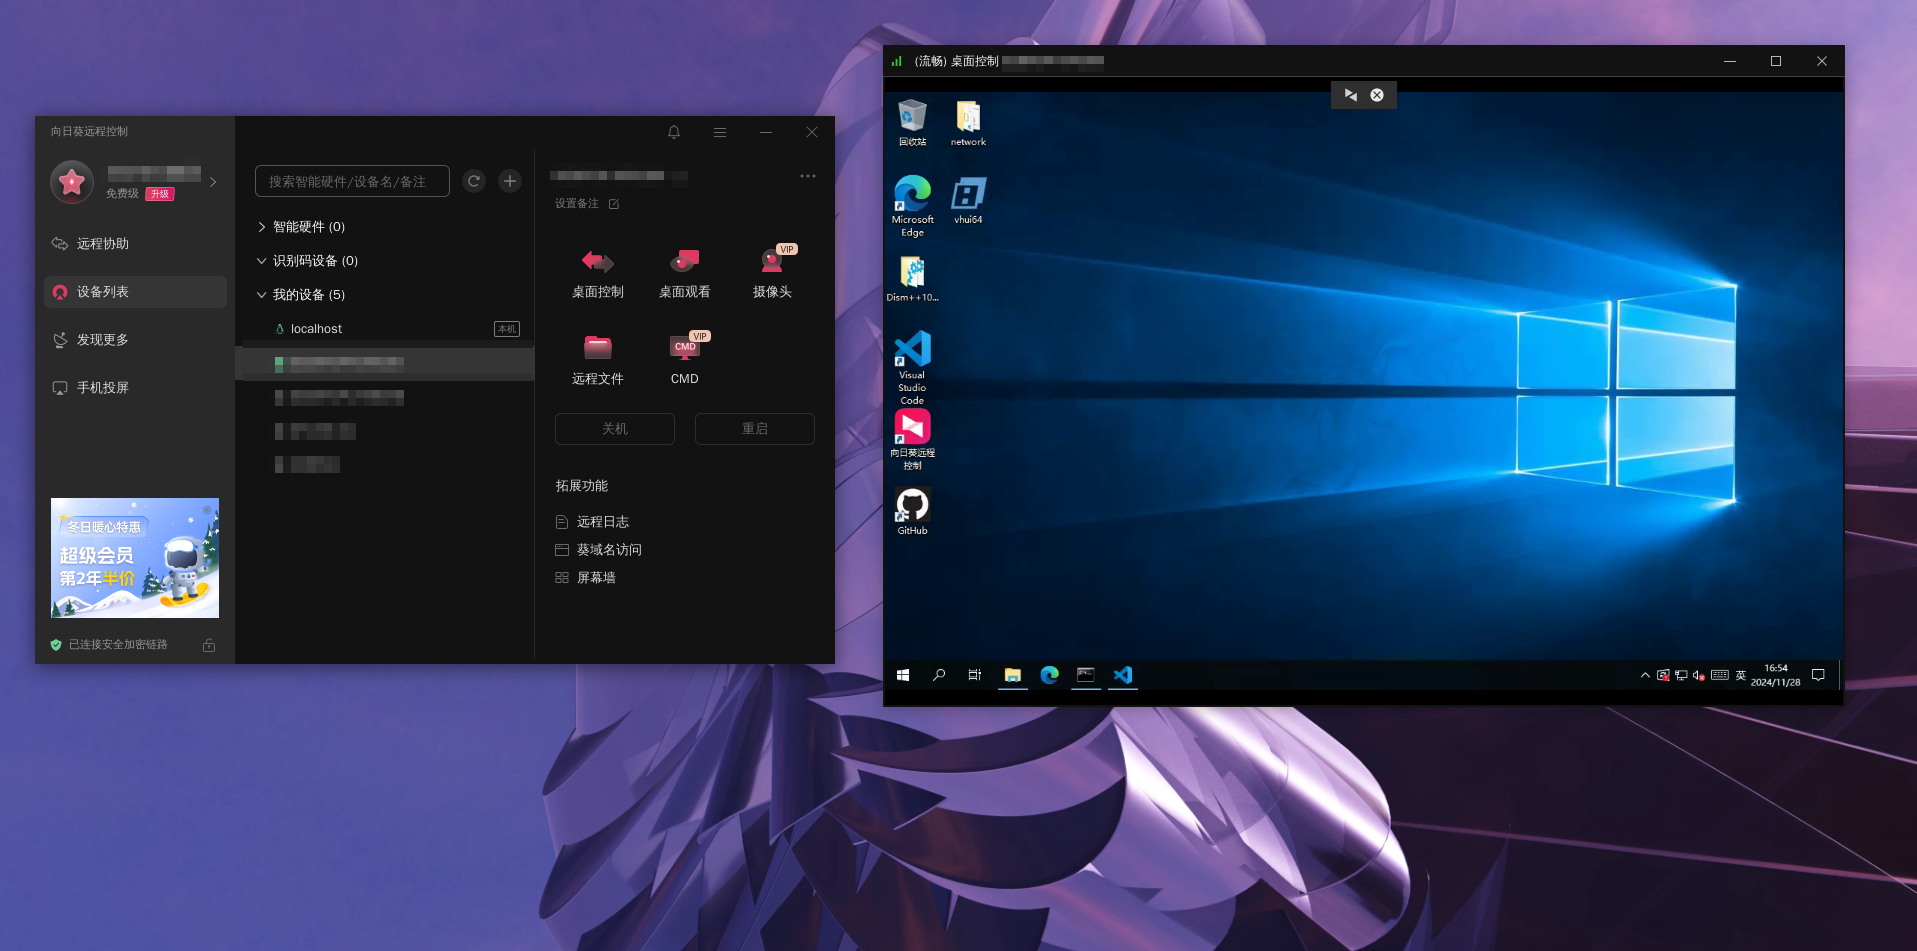 向日葵远程控制
免费级 升级
远程协助
设备列表
发现更多
手机投屏
冬日暖心特惠
超级会员
第2年半价
已连接安全加密链路
搜索智能硬件/设备名/备注
智能硬件 (0)
识别码设备 (0)
我的设备 (5)
localhost 本机
设置备注
VIP
桌面控制 桌面观看 摄像头
VIP
CMD
远程文件 CMD
关机 重启
拓展功能
远程日志
葵域名访问
屏幕墙
(流畅) 桌面控制
回收站 network
Microsoft
Edge
vhui64
Dism++10...
Visual
Studio
Code
向日葵远程
控制
GitHub
英
16:54
2024/11/28